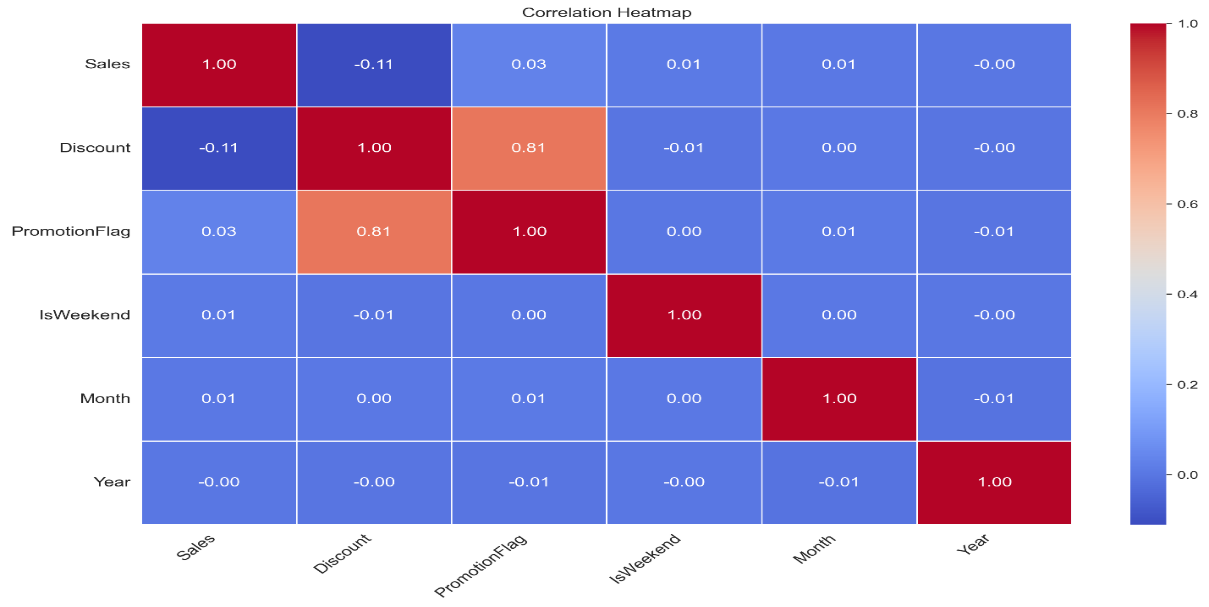 Correlation Heatmap
Sales 1.00 -0.11 0.03 0.01 0.01 -0.00
Discount -0.11 1.00 0.81 -0.01 0.00 -0.00
PromotionFlag 0.03 0.81 1.00 0.00 0.01 -0.01
IsWeekend 0.01 -0.01 0.00 1.00 0.00 -0.00
Month 0.01 0.00 0.01 0.00 1.00 -0.01
Year -0.00 -0.00 -0.01 -0.00 -0.01 1.00
Sales Discount PromotionFlag IsWeekend Month Year
1.0
0.8
0.6
0.4
0.2
0.0